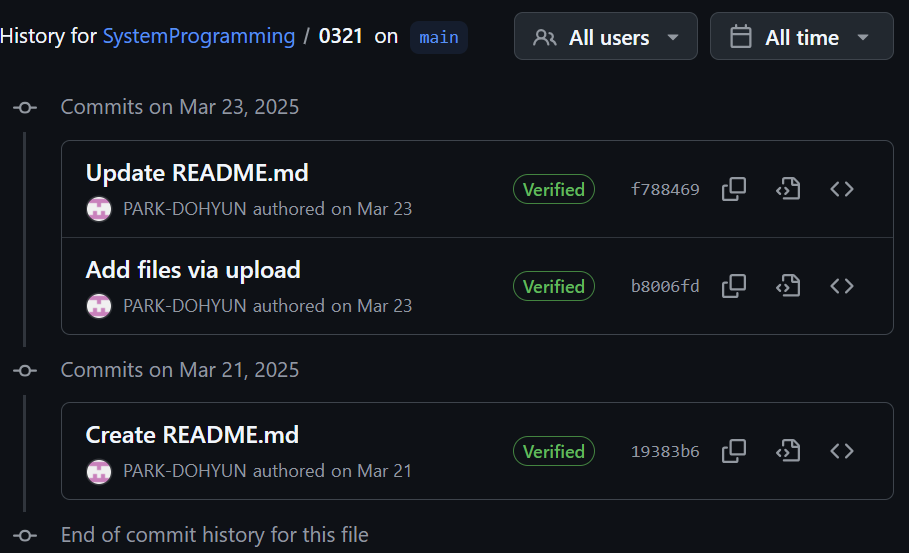 History for SystemProgramming / 0321 on main
All users
All time
Commits on Mar 23, 2025
Update README.md
PARK-DOHYUN authored on Mar 23
Verified
f788469
Add files via upload
PARK-DOHYUN authored on Mar 23
Verified
b8006fd
Commits on Mar 21, 2025
Create README.md
PARK-DOHYUN authored on Mar 21
Verified
19383b6
End of commit history for this file